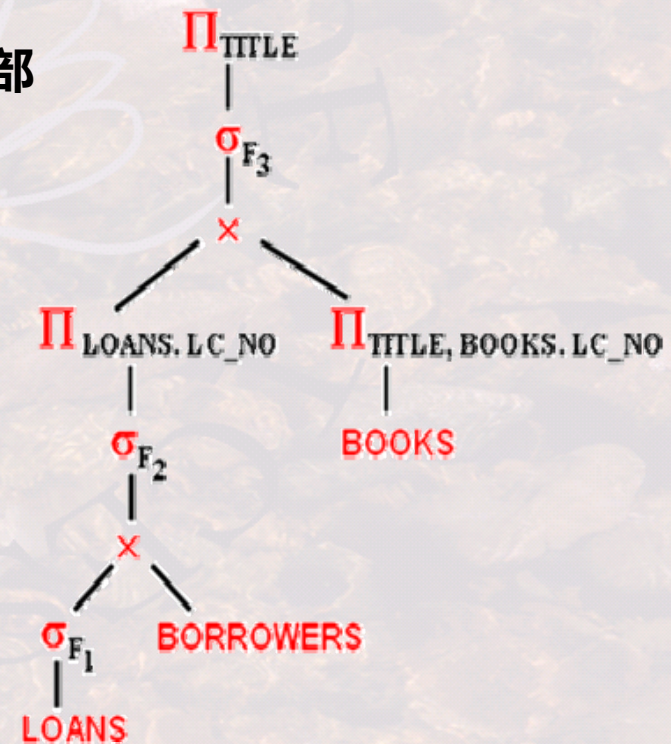 部
Π TITLE
σ F3
×
Π LOANS. LC_NO Π TITLE, BOOKS. LC_NO
σ F2 BOOKS
×
σ F1 BORROWERS
LOANS